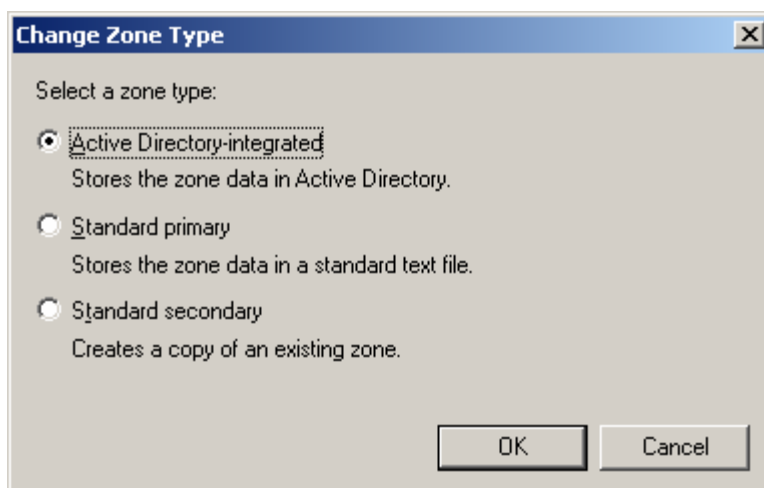 Change Zone Type
Select a zone type:
Active Directory-integrated
Stores the zone data in Active Directory.
Standard primary
Stores the zone data in a standard text file.
Standard secondary
Creates a copy of an existing zone.
OK Cancel